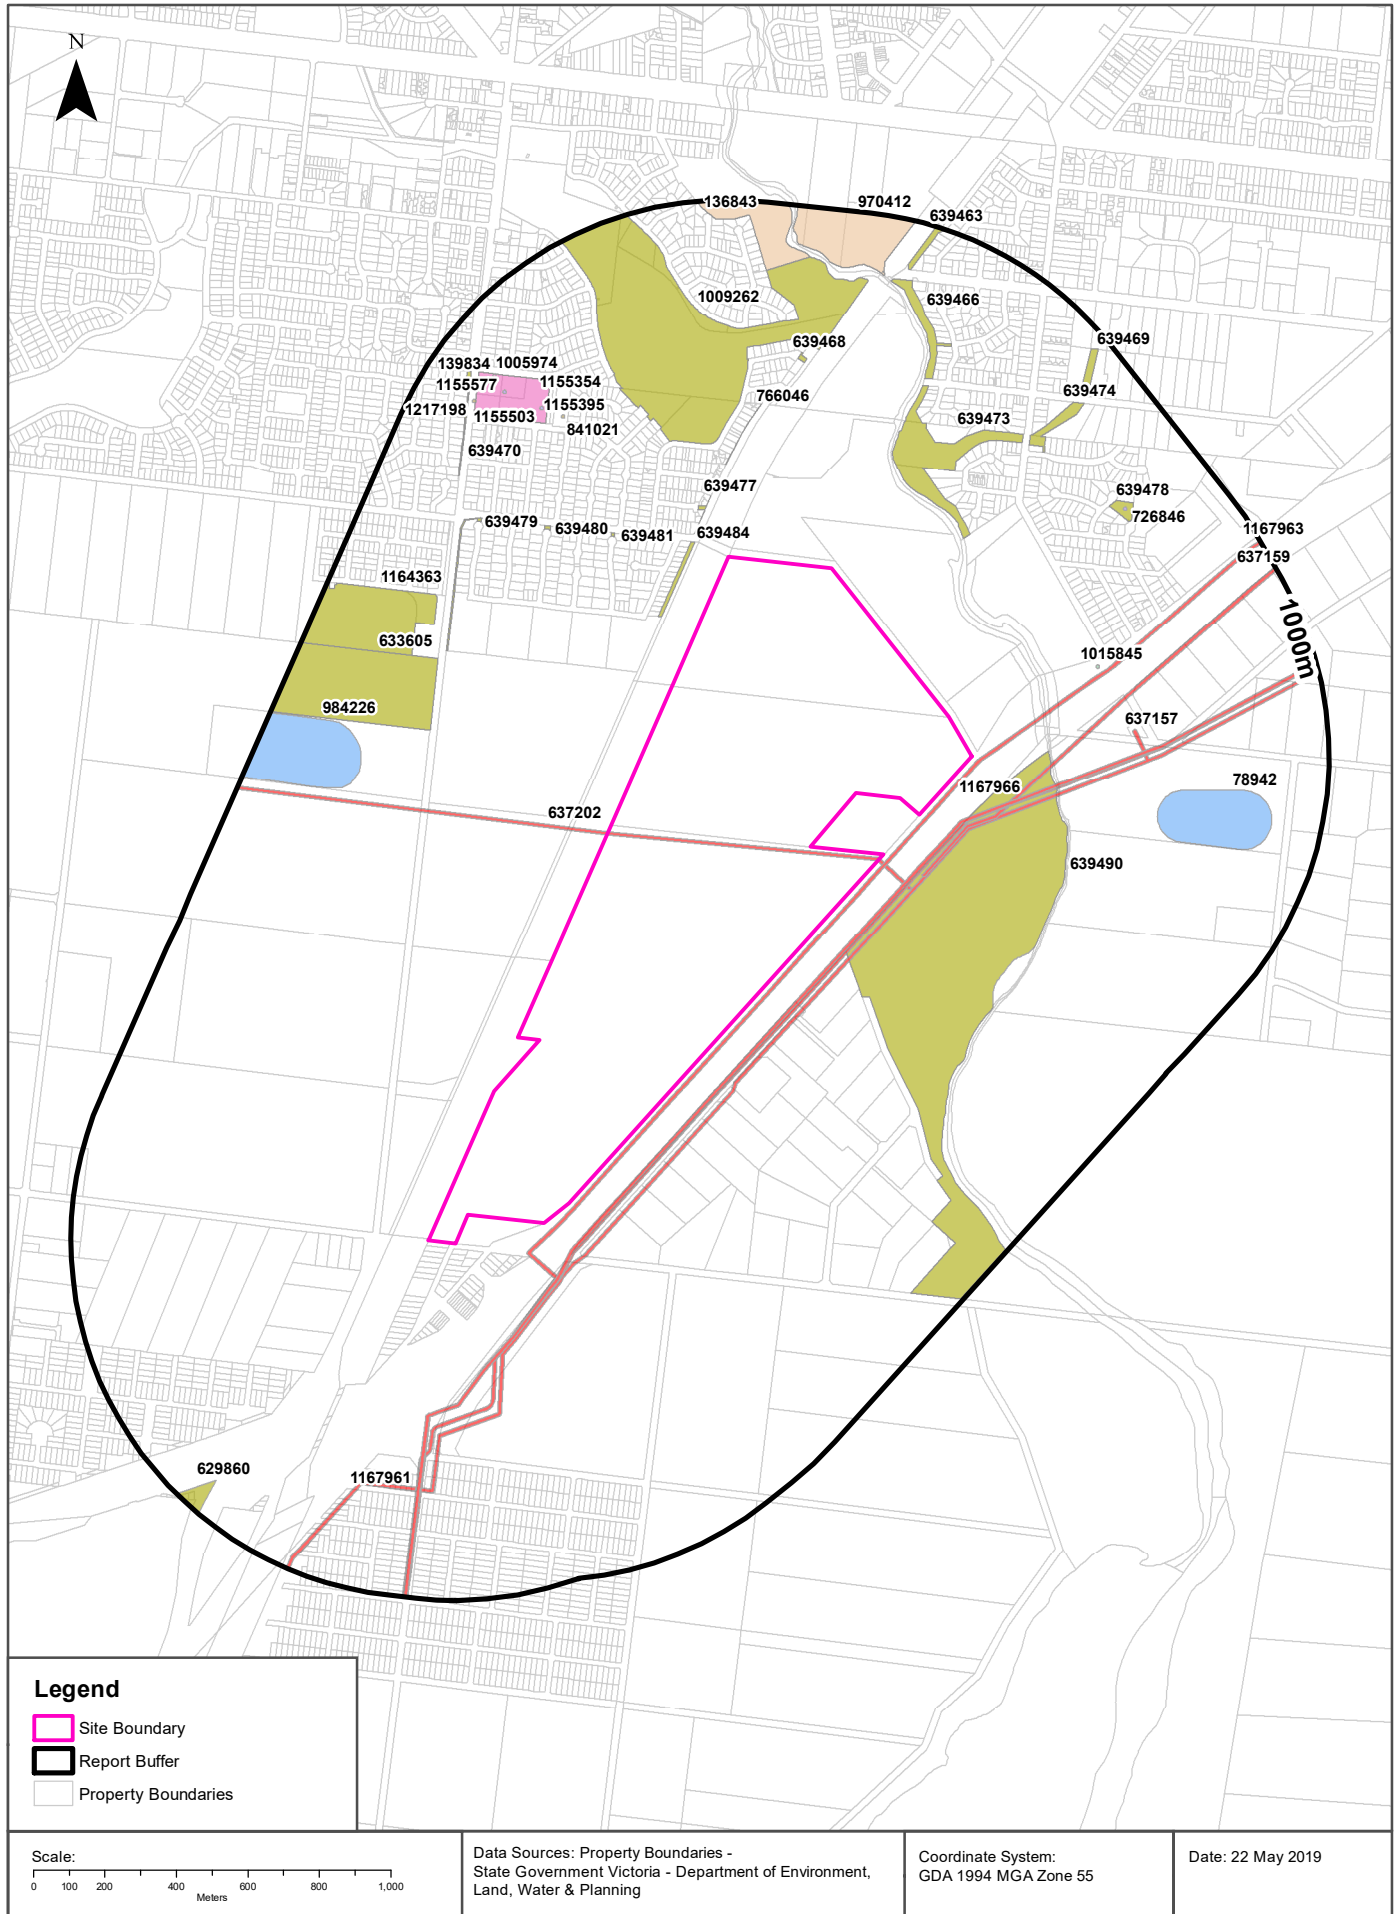 N
136843
970412
639463
1009262
639466
639468
639469
139834 1005974
1155577
1155354
639474
766046
1217198
1155395
1155503
639473
841021
639470
639477
639478
726846
639479
639480
639481
639484
1167963
637159
1164363
1000m
633605
1015845
984226
637157
1167966
78942
637202
639490
629860
1167961
Legend
Site Boundary
Report Buffer
Property Boundaries
Scale:
0 100 200 400 600 800 1,000
Meters
Data Sources: Property Boundaries -
State Government Victoria - Department of Environment,
Land, Water & Planning
Coordinate System:
GDA 1994 MGA Zone 55
Date: 22 May 2019